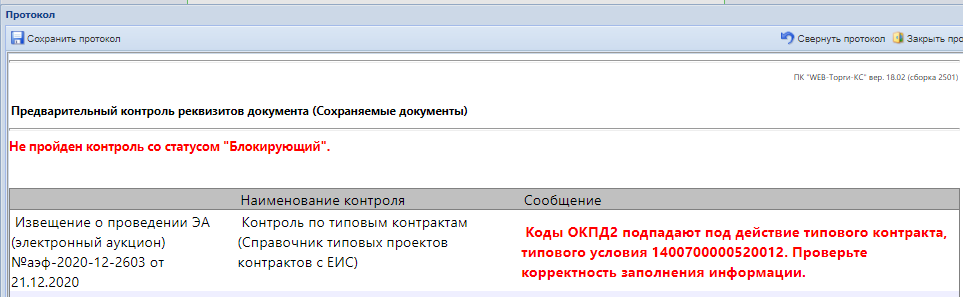 Протокол
Сохранить протокол
Свернуть протокол
Закрыть про
ПК "WEB-Торги-КС" вер. 18.02 (сборка 2501)
Предварительный контроль реквизитов документа (Сохраняемые документы)
Не пройден контроль со статусом "Блокирующий".
Наименование контроля
Сообщение
Извещение о проведении ЭА
(электронный аукцион)
№аэф-2020-12-2603 от
21.12.2020
Контроль по типовым контрактам
(Справочник типовых проектов
контрактов с ЕИС)
Коды ОКПД2 подпадают под действие типового контракта,
типового условия 1400700000520012. Проверьте
корректность заполнения информации.